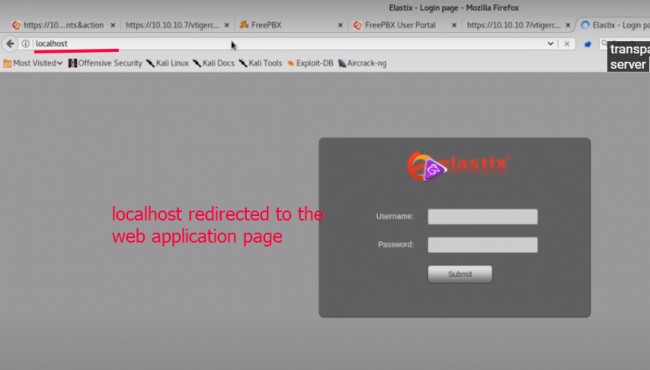 Elastix - Login page - Mozilla Firefox
https://10....nts&action × https://10.10.10.7/vtigerc... × FreePBX × FreePBX User Portal × https://10.10.10.7/vtigerc... × Elastix - Login page
localhost
transpa
server
Most Visited Offensive Security Kali Linux Kali Docs Kali Tools Exploit-DB Aircrack-ng
elastix
localhost redirected to the
web application page
Username:
Password:
Submit